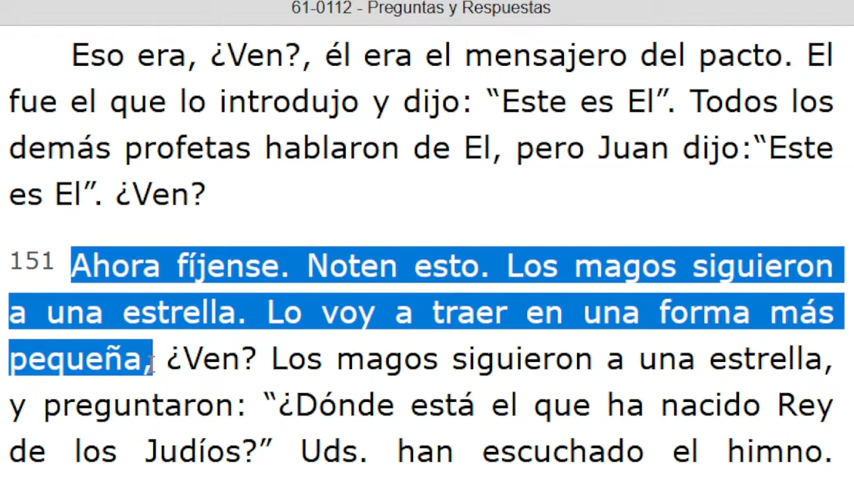 61-0112 - Preguntas y Respuestas
Eso era, ¿Ven?, él era el mensajero del pacto. El
fue el que lo introdujo y dijo: “Este es El”. Todos los
demás profetas hablaron de El, pero Juan dijo:“Este
es El”. ¿Ven?
151 Ahora fíjense. Noten esto. Los magos siguieron
a una estrella. Lo voy a traer en una forma más
pequeña, ¿Ven? Los magos siguieron a una estrella,
y preguntaron: “¿Dónde está el que ha nacido Rey
de los Judíos?” Uds. han escuchado el himno.